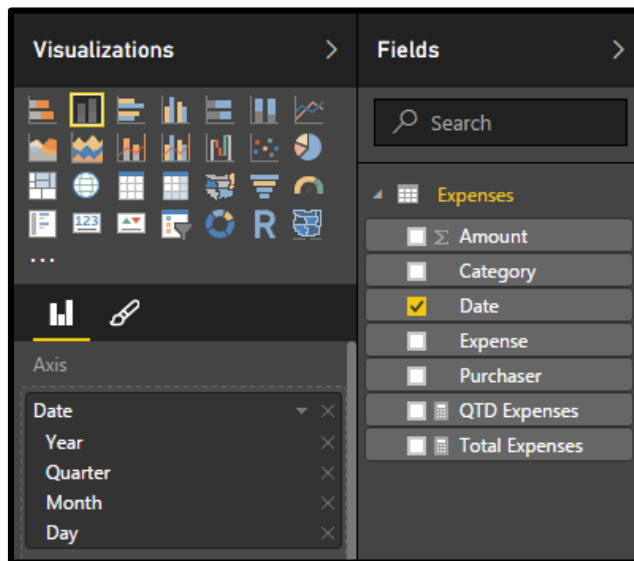 Visualizations
Fields
Search
123
R
...
Axis
Date
Year
Quarter
Month
Day
Expenses
Σ Amount
Category
Date
Expense
Purchaser
QTD Expenses
Total Expenses